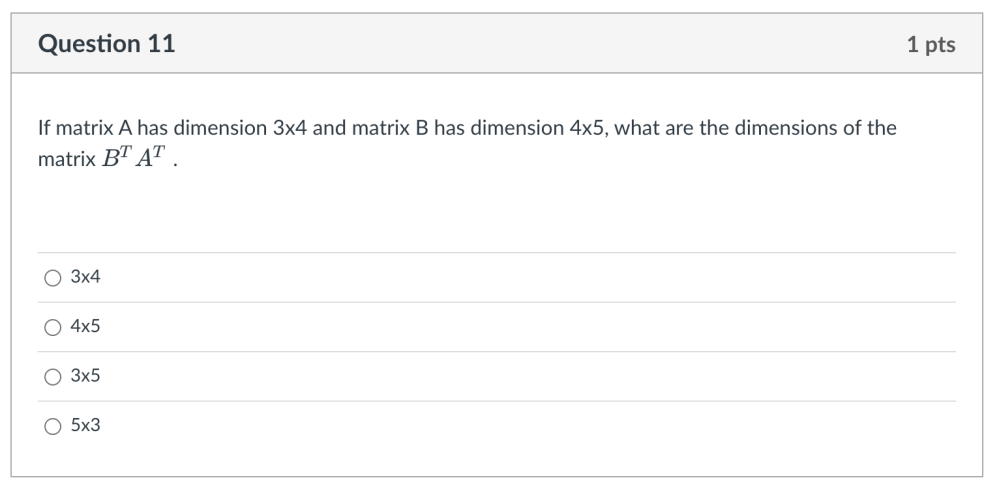 Question 11
1 pts
If matrix A has dimension 3x4 and matrix B has dimension 4x5, what are the dimensions of the
matrix $B^T A^T$ .
3x4
4x5
3x5
5x3